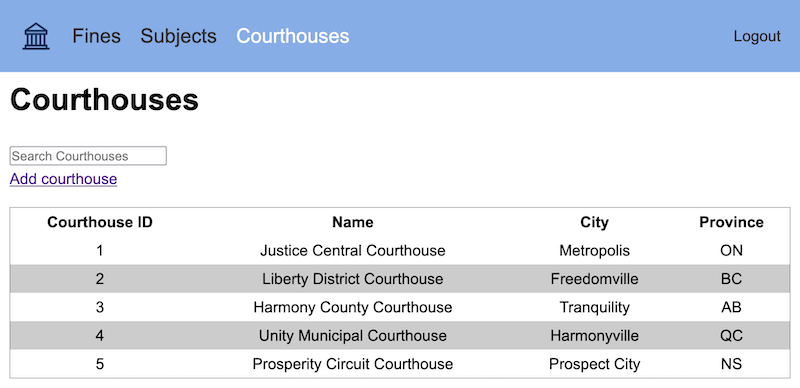 Fines Subjects Courthouses Logout
Courthouses
Search Courthouses
Add courthouse
Courthouse ID Name City Province
1 Justice Central Courthouse Metropolis ON
2 Liberty District Courthouse Freedomville BC
3 Harmony County Courthouse Tranquility AB
4 Unity Municipal Courthouse Harmonyville QC
5 Prosperity Circuit Courthouse Prospect City NS